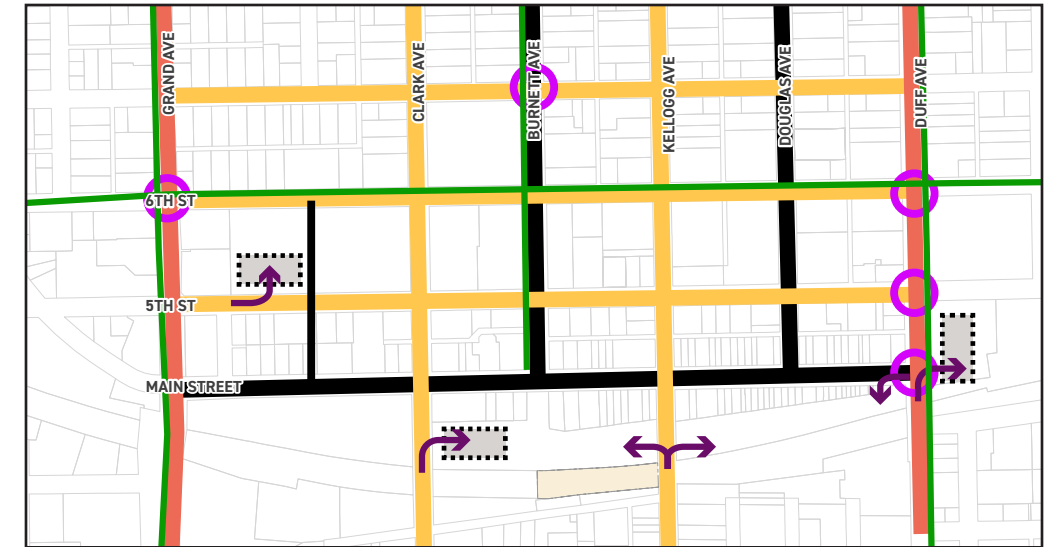 GRAND AVE
CLARK AVE
BURNETT AVE
KELLOGG AVE
DOUGLAS AVE
DUFF AVE
6TH ST
5TH ST
MAIN STREET